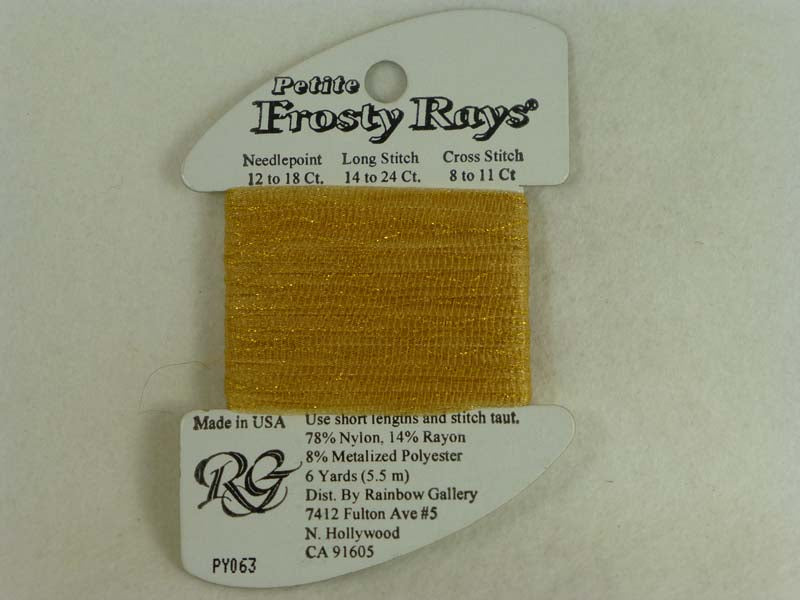 Petite
Frosty Rays®
Needlepoint Long Stitch Cross Stitch
12 to 18 Ct. 14 to 24 Ct. 8 to 11 Ct
Made in USA
Use short lengths and stitch taut.
78% Nylon, 14% Rayon
8% Metalized Polyester
RG
6 Yards (5.5 m)
Dist. By Rainbow Gallery
7412 Fulton Ave #5
N. Hollywood
CA 91605
PY063